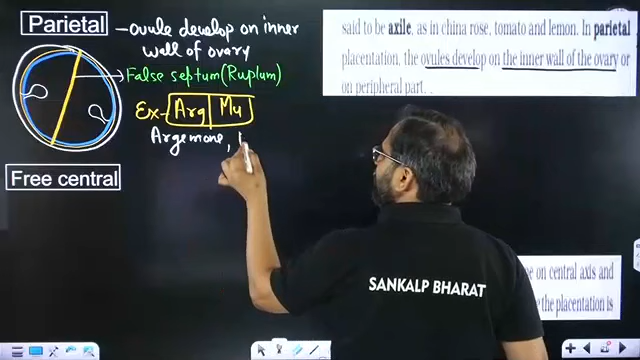 Parietal
-ovule develop on inner
wall of ovary
False septum (Ruplum)
Ex- Arg Mu
Argemone,
Free central
said to be axile, as in china rose, tomato and lemon. In parietal
placentation, the ovules develop on the inner wall of the ovary or
on peripheral part.
SANKALP BHARAT
e on central axis and
the placentation is